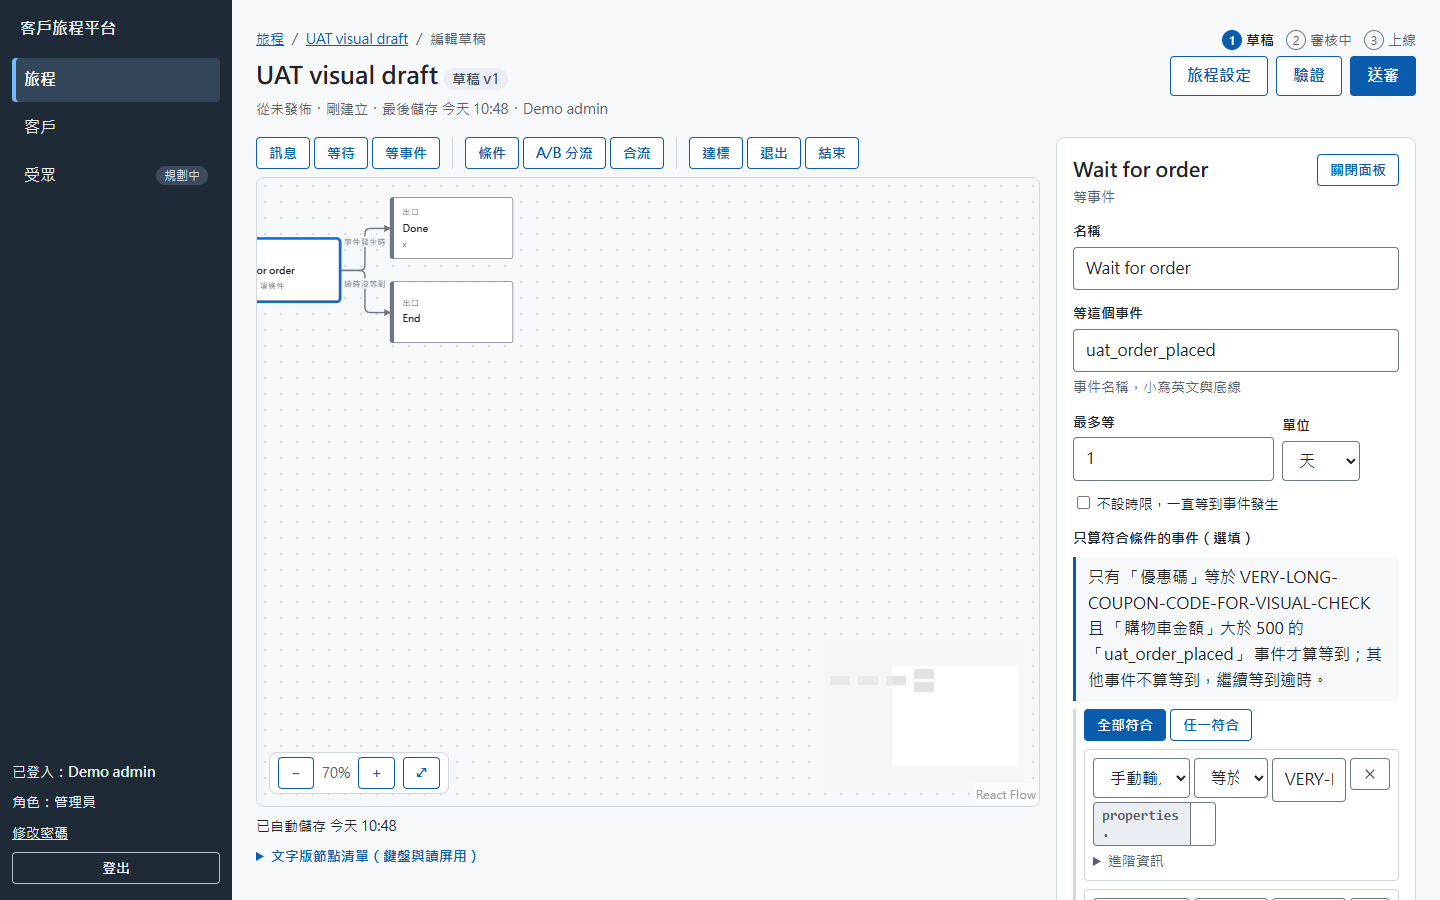 客戶旅程平台
旅程
客戶
受眾 規劃中
已登入：Demo admin
角色：管理員
修改密碼
登出
旅程 / UAT visual draft / 編輯草稿
1 草稿 2 審核中 3 上線
UAT visual draft 草稿 v1
旅程設定 驗證 送審
從未發佈 · 剛建立 · 最後儲存 今天 10:48 · Demo admin
訊息 等待 等事件 條件 A/B 分流 合流 達標 退出 結束
出口
Done
x
事件發生時
or order
項條件
逾時沒等到
出口
End
− 70% +
React Flow
已自動儲存 今天 10:48
文字版節點清單（鍵盤與讀屏用）
Wait for order 關閉面板
等事件
名稱
Wait for order
等這個事件
uat_order_placed
事件名稱，小寫英文與底線
最多等 單位
1 天
不設時限，一直等到事件發生
只算符合條件的事件（選填）
只有「優惠碼」等於 VERY-LONG-
COUPON-CODE-FOR-VISUAL-CHECK
且「購物車金額」大於 500 的
「uat_order_placed」事件才算等到；其
他事件不算等到，繼續等到逾時。
全部符合 任一符合
手動輸 等於 VERY-l ×
properties
.
進階資訊